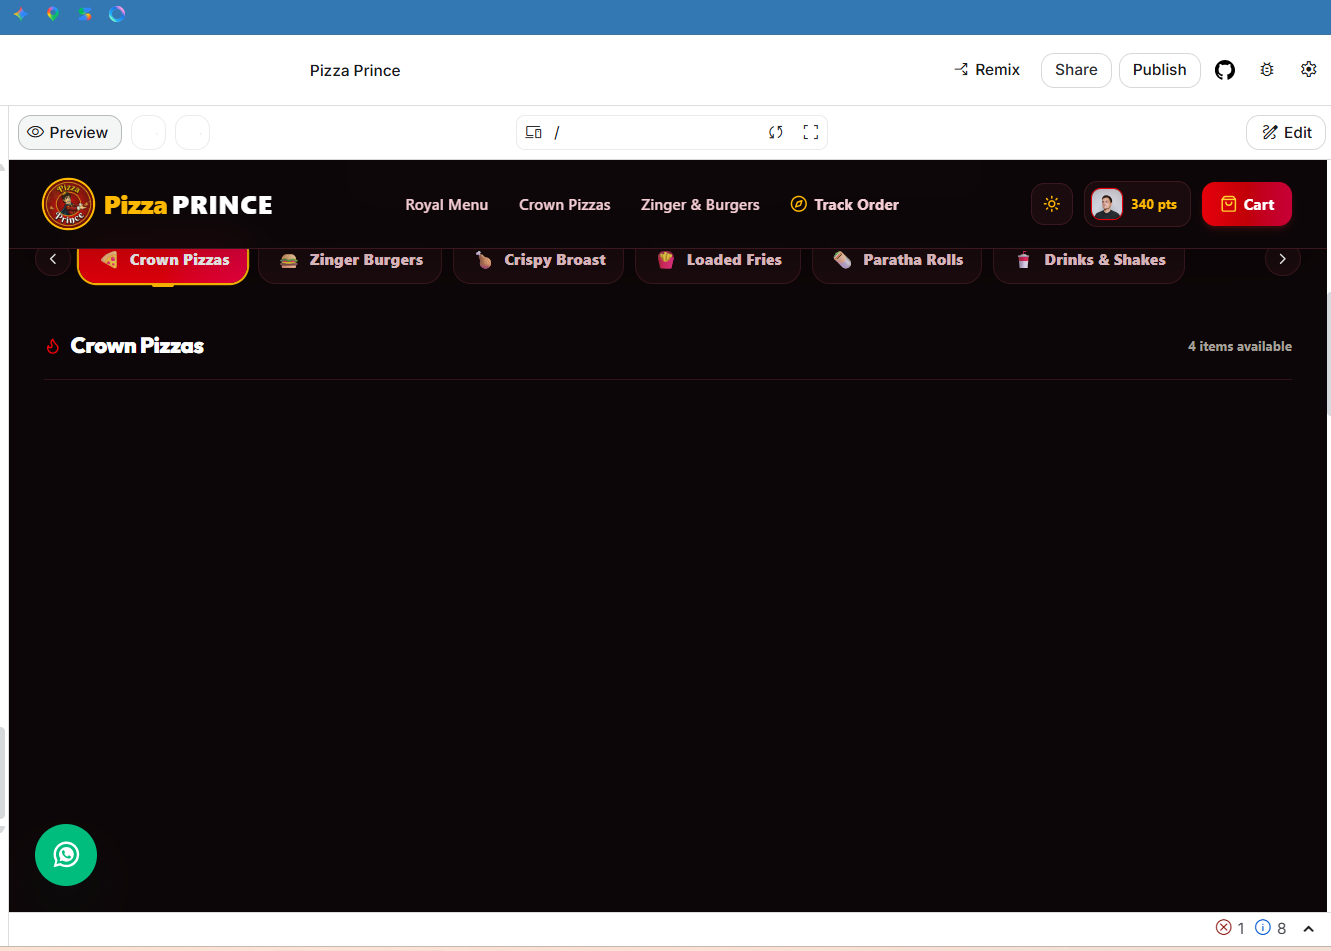 Pizza Prince
Remix
Share
Publish
Preview
/
Edit
Pizza
Prince
Pizza PRINCE
Royal Menu
Crown Pizzas
Zinger & Burgers
Track Order
340 pts
Cart
Crown Pizzas
Zinger Burgers
Crispy Broast
Loaded Fries
Paratha Rolls
Drinks & Shakes
Crown Pizzas
4 items available
1
8